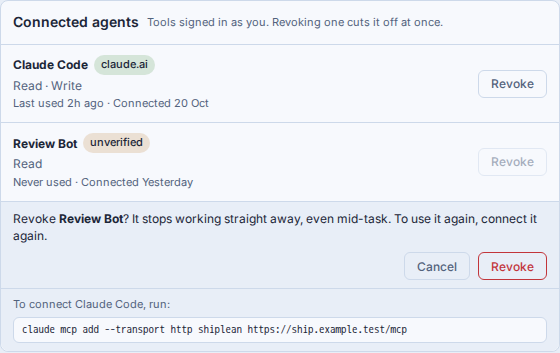 Connected agents Tools signed in as you. Revoking one cuts it off at once.
Claude Code claude.ai
Read · Write
Last used 2h ago · Connected 20 Oct
Revoke
Review Bot unverified
Read
Never used · Connected Yesterday
Revoke
Revoke Review Bot? It stops working straight away, even mid-task. To use it again, connect it
again.
Cancel Revoke
To connect Claude Code, run:
claude mcp add --transport http shiplean https://ship.example.test/mcp